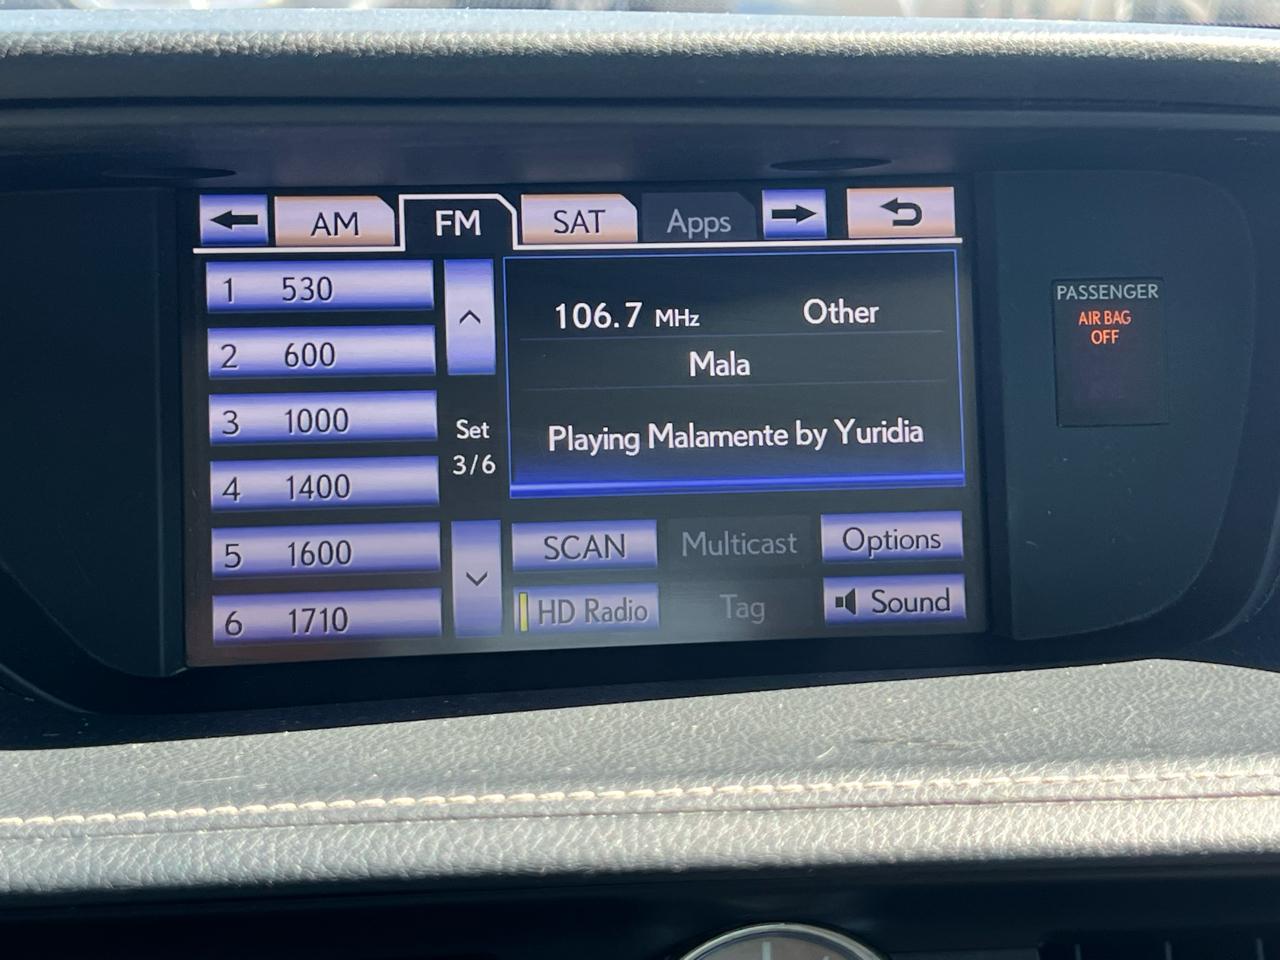 AM FM SAT Apps
1 530
2 600
3 1000
4 1400
5 1600
6 1710
Set
3/6
106.7 MHz Other
Mala
Playing Malamente by Yuridia
SCAN Multicast Options
HD Radio Tag Sound
PASSENGER
AIR BAG
OFF